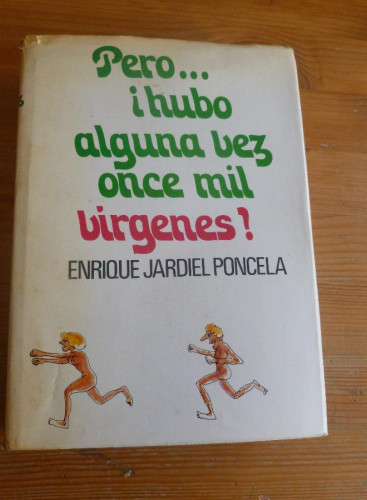 Pero...
¡hubo
alguna vez
once mil
vírgenes?
ENRIQUE JARDIEL PONCELA